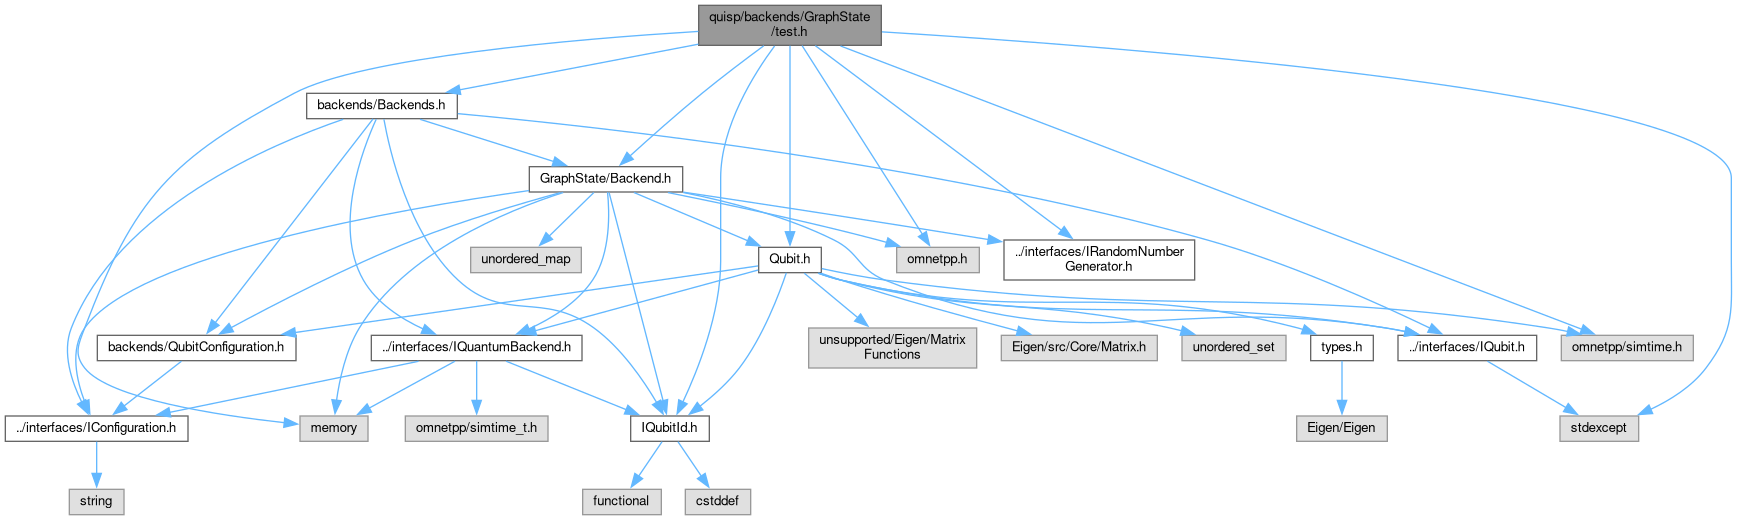 quisp/backends/GraphState
/test.h
backends/Backends.h
GraphState/Backend.h
unordered_map
Qubit.h
omnetpp.h
../interfaces/IRandomNumber
Generator.h
backends/QubitConfiguration.h
../interfaces/IQuantumBackend.h
unsupported/Eigen/Matrix
Functions
Eigen/src/Core/Matrix.h
unordered_set
types.h
../interfaces/IQubit.h
omnetpp/simtime.h
../interfaces/IConfiguration.h
memory
omnetpp/simtime_t.h
IQubitId.h
Eigen/Eigen
stdexcept
string
functional
cstddef